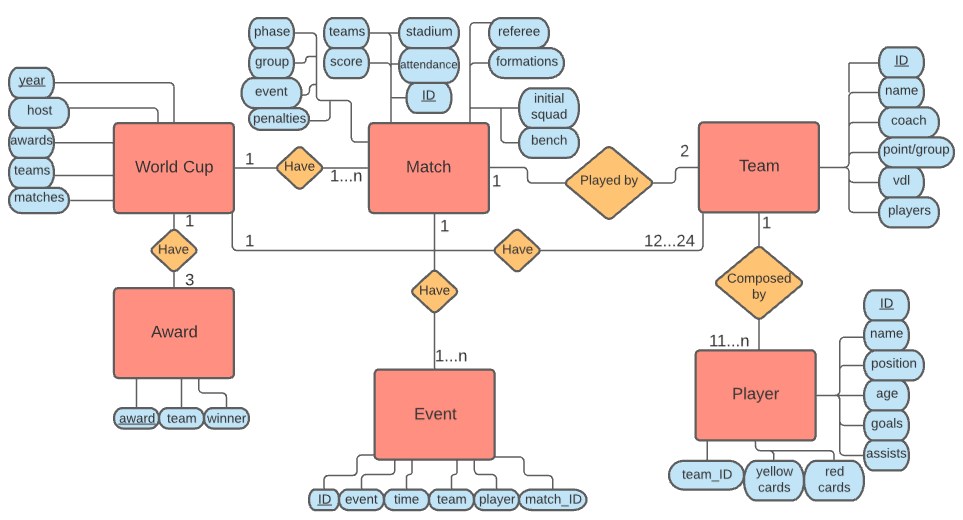 phase
teams
stadium
referee
group
score
attendance
formations
ID
name
year
event
ID
initial
squad
coach
host
penalties
bench
point/group
awards
World Cup
1
Have
1...n
Match
1
Played by
2
Team
vdl
teams
players
matches
1
1
1
Have
12...24
1
Have
Composed
by
3
Have
ID
Award
1...n
11...n
name
position
Event
Player
age
award
team
winner
goals
assists
team_ID
yellow
cards
red
cards
ID
event
time
team
player
match_ID